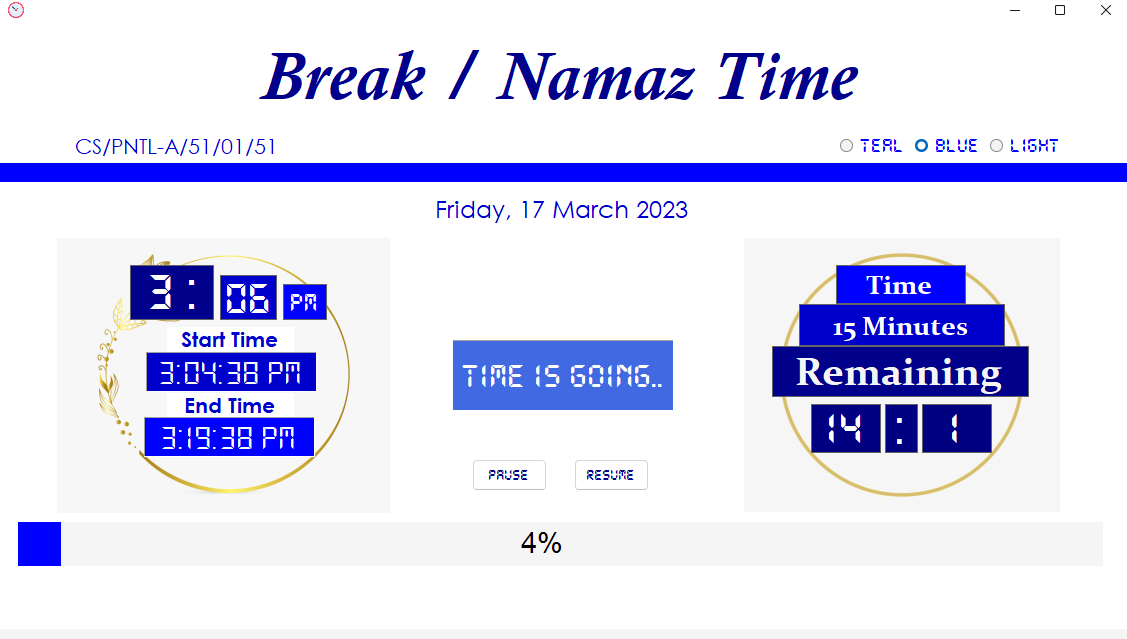 Break / Namaz Time
CS/PNTL-A/51/01/51
TEAL BLUE LIGHT
Friday, 17 March 2023
3 : 06 PM
Start Time
3:04:38 PM
End Time
3:19:38 PM
TIME IS GOING..
PAUSE RESUME
Time
15 Minutes
Remaining
14 : 1
4%